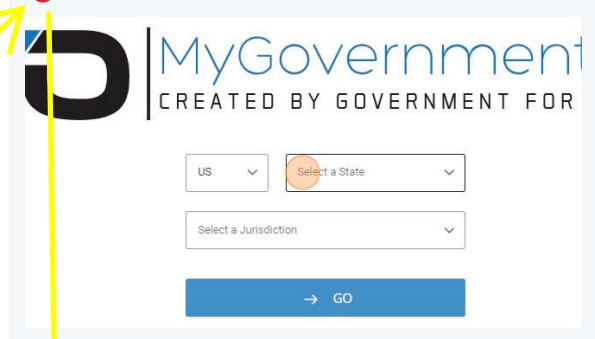 MyGovernment
CREATED BY GOVERNMENT FOR
US
Select a State
Select a Jurisdiction
→ GO